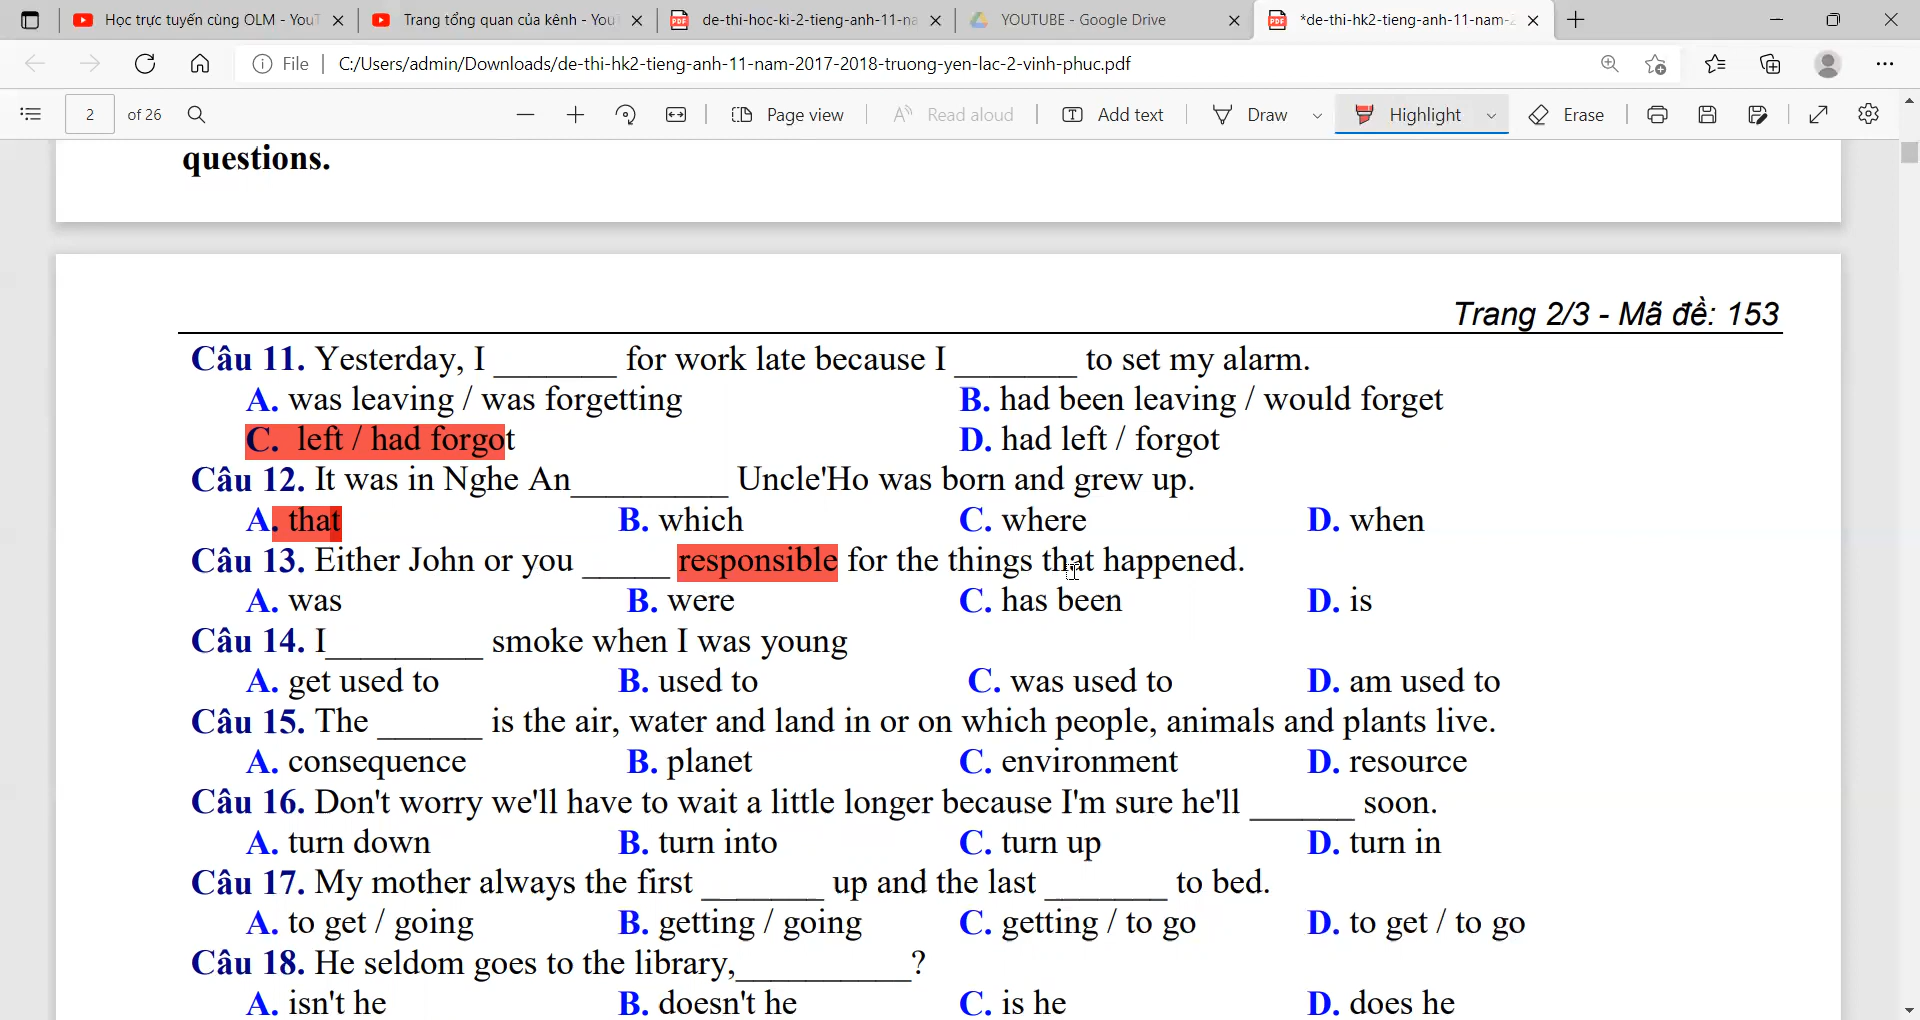 Học trực tuyến cùng OLM - YouT
Trang tổng quan của kênh - You
de-thi-hoc-ki-2-tieng-anh-11-na
YOUTUBE - Google Drive
*de-thi-hk2-tieng-anh-11-nam-2
File
C:/Users/admin/Downloads/de-thi-hk2-tieng-anh-11-nam-2017-2018-truong-yen-lac-2-vinh-phuc.pdf
2 of 26
Page view
Read aloud
Add text
Draw
Highlight
Erase
questions.
Trang 2/3 - Mã đề: 153
Câu 11. Yesterday, I _______ for work late because I _______ to set my alarm.
A. was leaving / was forgetting B. had been leaving / would forget
C. left / had forgot D. had left / forgot
Câu 12. It was in Nghe An_________ Uncle'Ho was born and grew up.
A. that B. which C. where D. when
Câu 13. Either John or you _____ responsible for the things that happened.
A. was B. were C. has been D. is
Câu 14. I_________ smoke when I was young
A. get used to B. used to C. was used to D. am used to
Câu 15. The ______ is the air, water and land in or on which people, animals and plants live.
A. consequence B. planet C. environment D. resource
Câu 16. Don't worry we'll have to wait a little longer because I'm sure he'll ______ soon.
A. turn down B. turn into C. turn up D. turn in
Câu 17. My mother always the first _______ up and the last _______ to bed.
A. to get / going B. getting / going C. getting / to go D. to get / to go
Câu 18. He seldom goes to the library,__________?
A. isn't he B. doesn't he C. is he D. does he